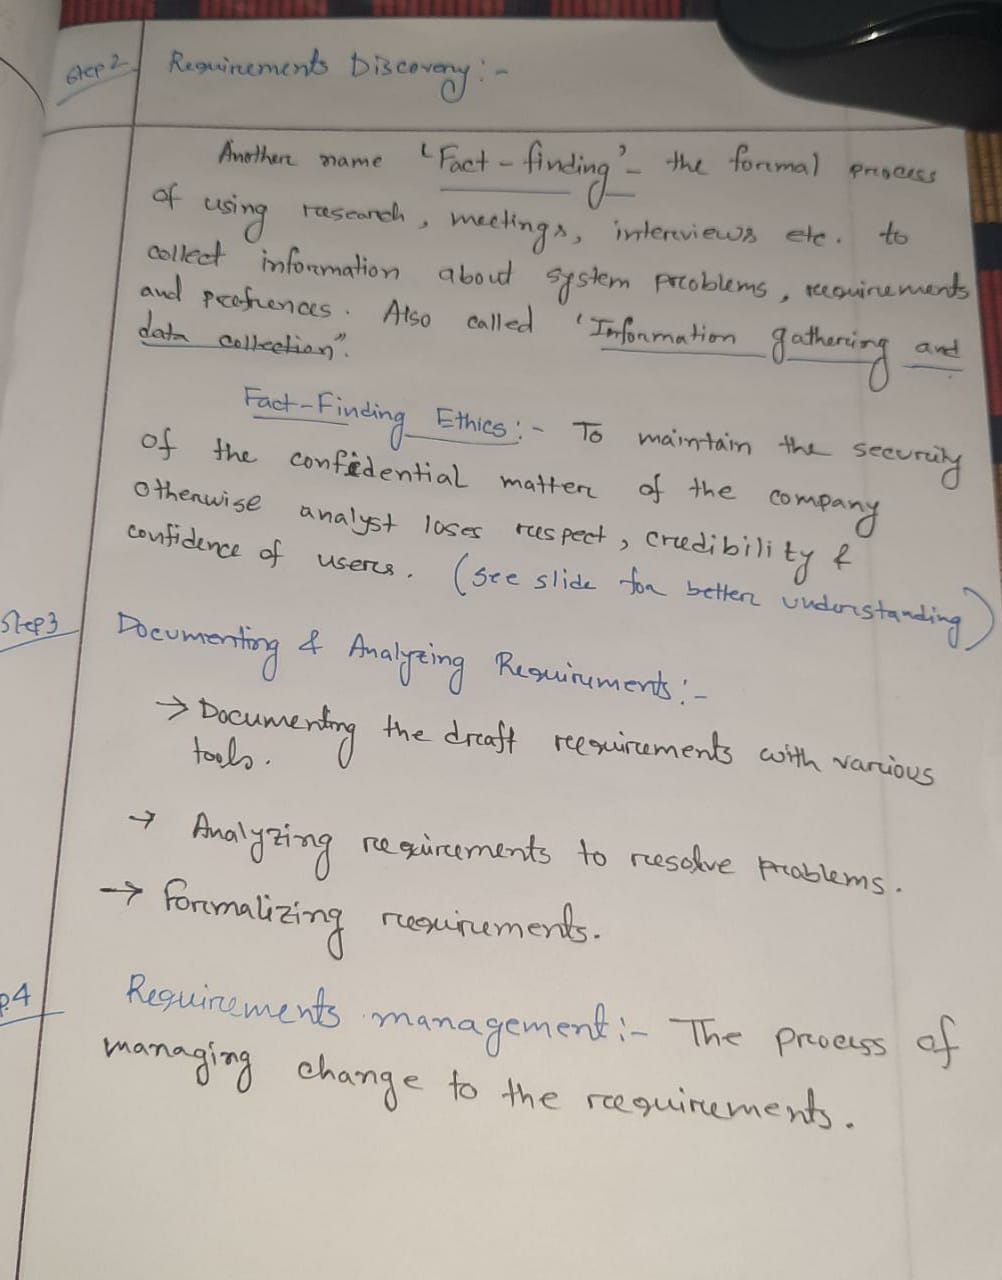 Step 2 Requirements Discovery :-
Another name 'Fact-finding' - the formal process
of using research, meetings, interviews etc. to
collect information about system problems, requirements
and prefrences. Also called 'Information gathering and
data collection".
Fact-Finding Ethics :- To maintain the security
of the confidential matter of the company
otherwise analyst loses respect, credibility &
confidence of users. (See slide for better understanding)
Step3 Documenting & Analyzing Requirements :-
→ Documenting the draft requirements with various
tools.
→ Analyzing requirements to resolve problems.
→ Formalizing requirements.
p.4 Requirements management :- The process of
managing change to the requirements.